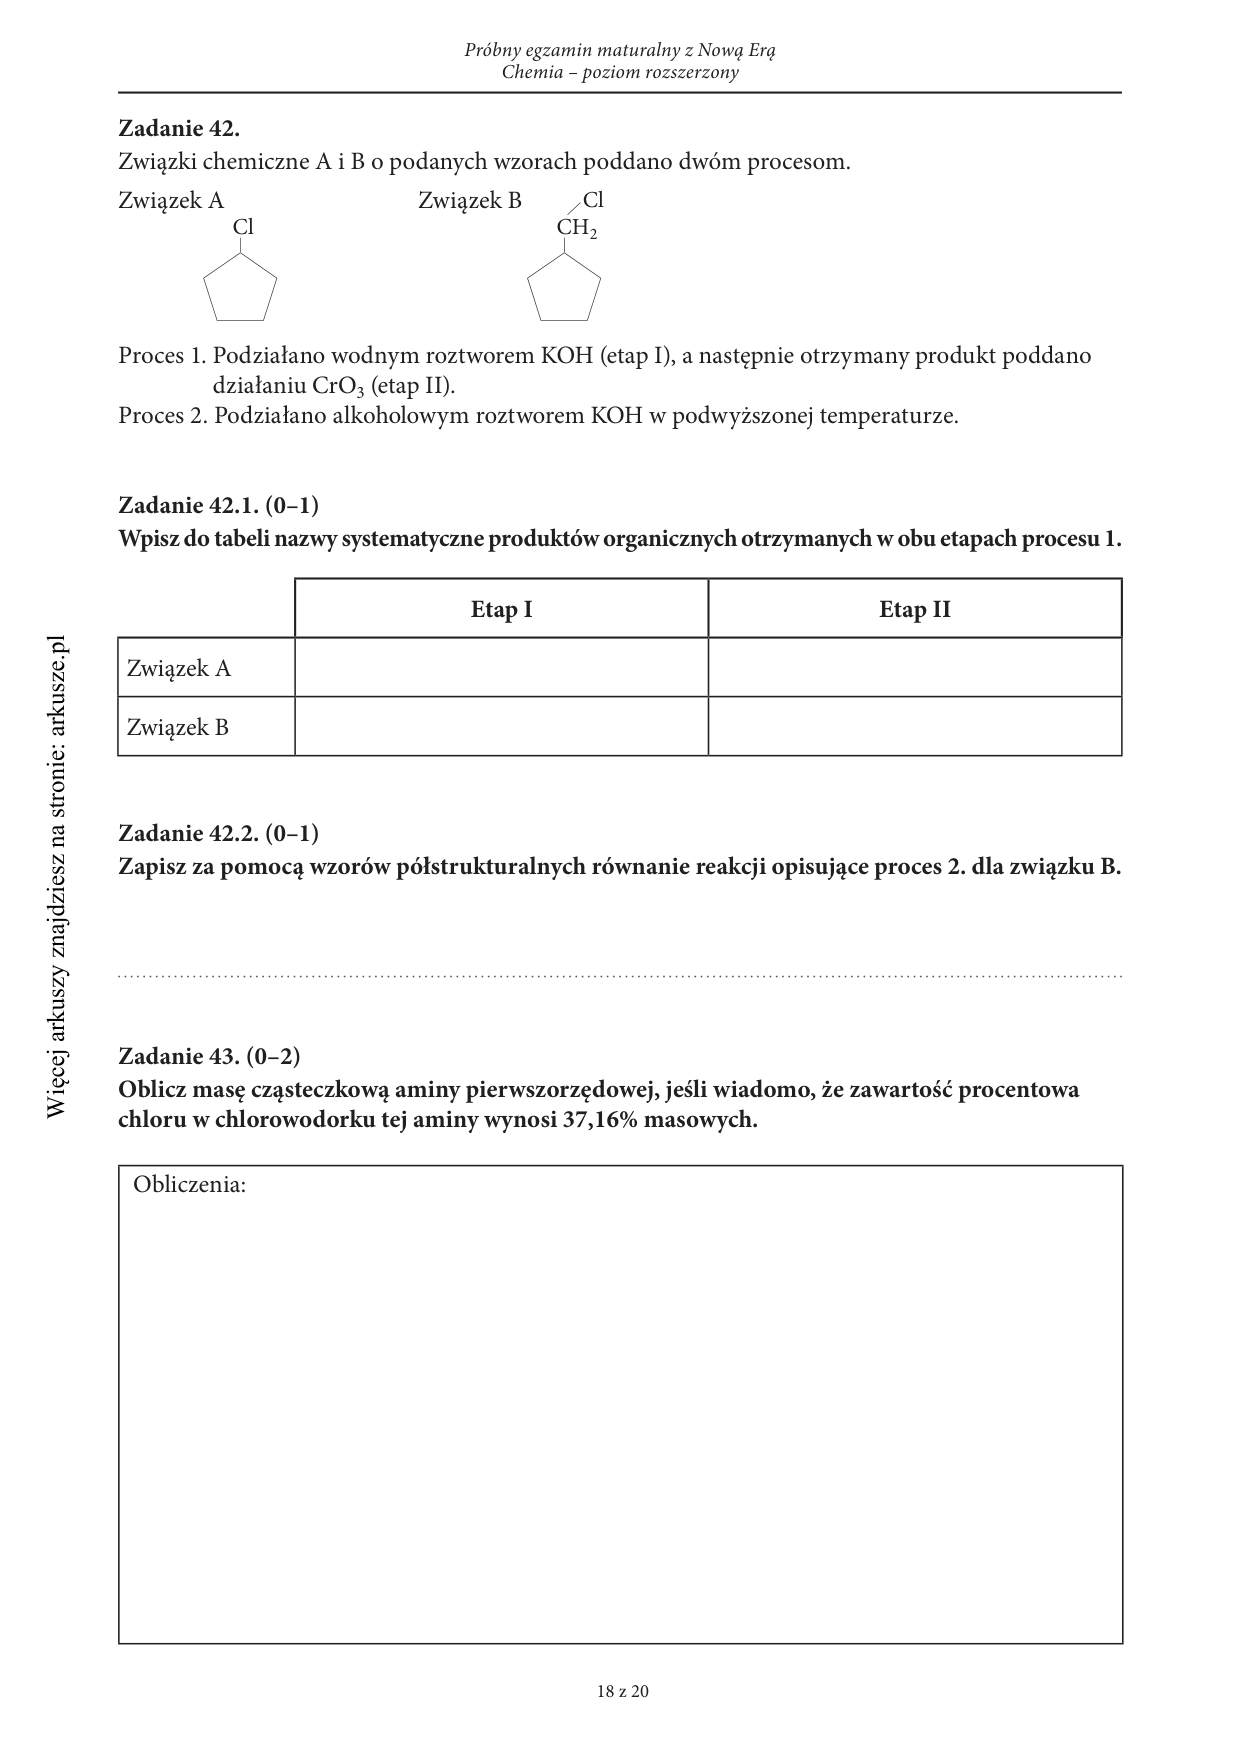 Próbny egzamin maturalny z Nową Erą
Chemia – poziom rozszerzony
Zadanie 42.
Związki chemiczne A i B o podanych wzorach poddano dwóm procesom.
Związek A Związek B
Cl
Cl
CH₂
Proces 1. Podziałano wodnym roztworem KOH (etap I), a następnie otrzymany produkt poddano
działaniu CrO₃ (etap II).
Proces 2. Podziałano alkoholowym roztworem KOH w podwyższonej temperaturze.
Zadanie 42.1. (0–1)
Wpisz do tabeli nazwy systematyczne produktów organicznych otrzymanych w obu etapach procesu 1.
Etap I Etap II
Związek A
Związek B
Zadanie 42.2. (0–1)
Zapisz za pomocą wzorów półstrukturalnych równanie reakcji opisujące proces 2. dla związku B.
Zadanie 43. (0–2)
Oblicz masę cząsteczkową aminy pierwszorzędowej, jeśli wiadomo, że zawartość procentowa
chloru w chlorowodorku tej aminy wynosi 37,16% masowych.
Obliczenia:
18 z 20
Więcej arkuszy znajdziesz na stronie: arkusze.pl